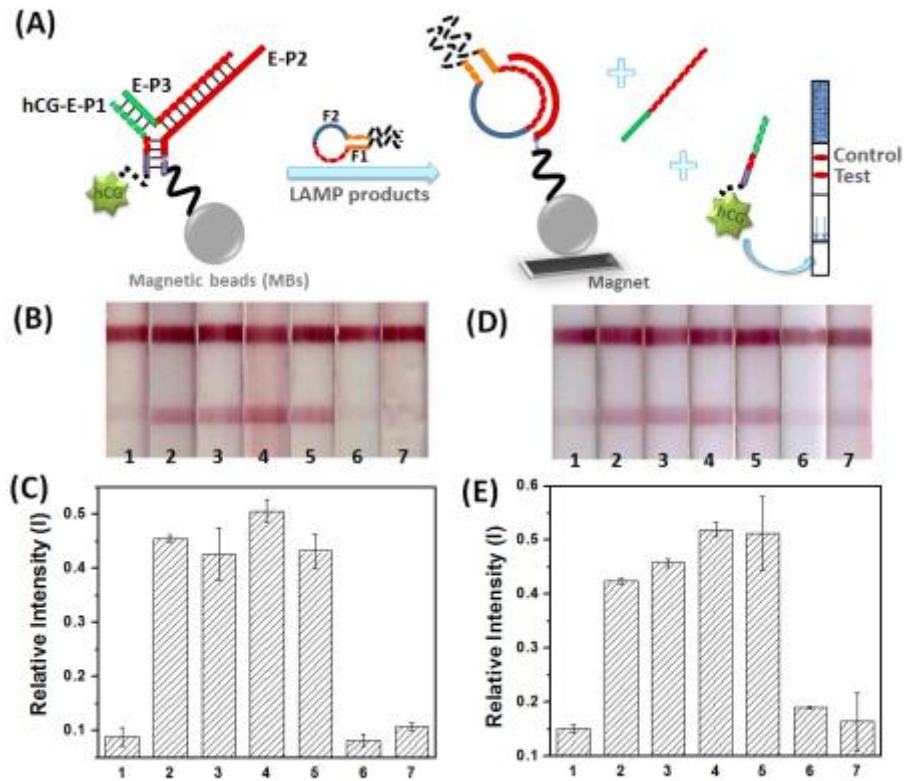 (A)
E-P2
E-P3
hCG-E-P1
F2
F1
hCG
LAMP products
Control
Test
hCG
Magnetic beads (MBs)
Magnet
(B)
1 2 3 4 5 6 7
(D)
1 2 3 4 5 6 7
(C)
Relative Intensity (I)
0.5
0.4
0.3
0.2
0.1
1 2 3 4 5 6 7
(E)
Relative Intensity (I)
0.6
0.5
0.4
0.3
0.2
0.1
1 2 3 4 5 6 7